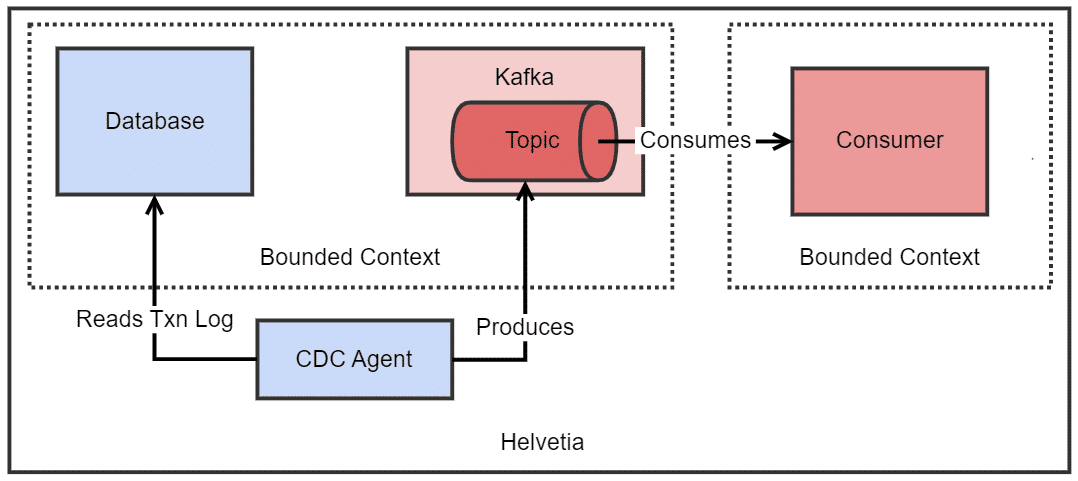 Database
Kafka
Topic
Consumes
Consumer
Bounded Context
Bounded Context
Reads Txn Log
Produces
CDC Agent
Helvetia